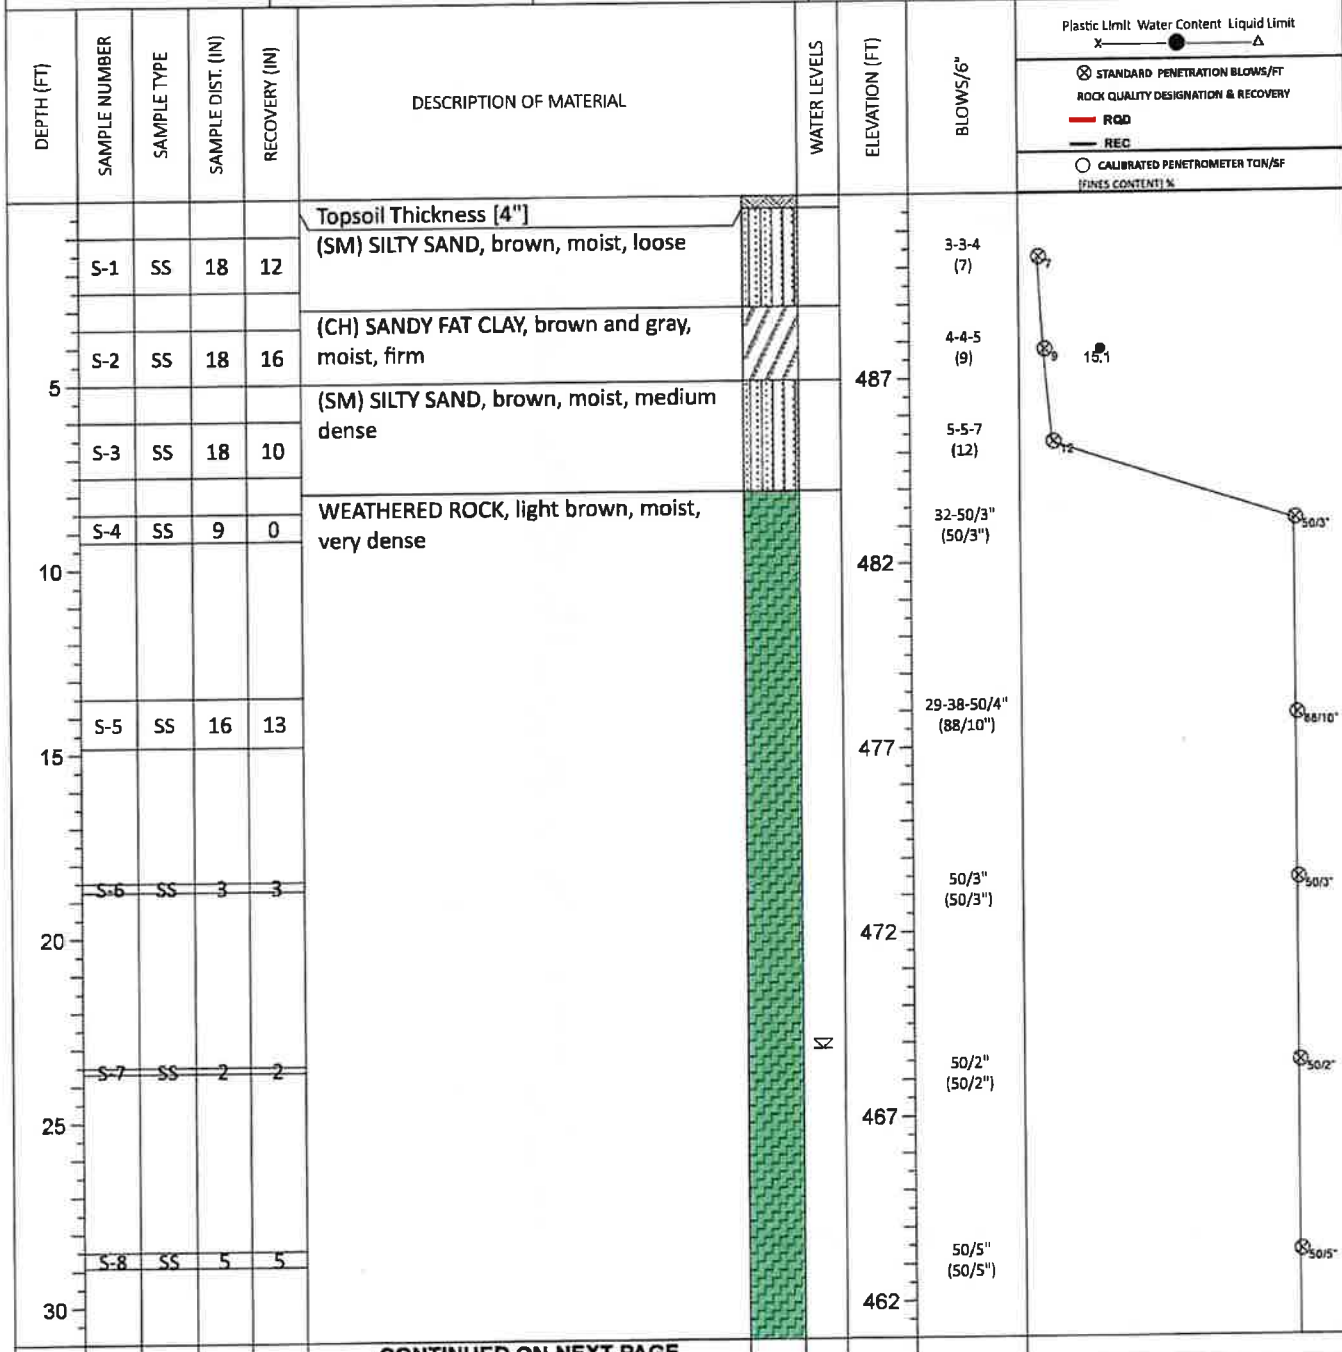 DEPTH (FT)
SAMPLE NUMBER
SAMPLE TYPE
SAMPLE DIST. (IN)
RECOVERY (IN)
DESCRIPTION OF MATERIAL
WATER LEVELS
ELEVATION (FT)
BLOWS/6"
Plastic Limit Water Content Liquid Limit
X
STANDARD PENETRATION BLOWS/FT
ROCK QUALITY DESIGNATION & RECOVERY
RQD
REC
CALIBRATED PENETROMETER TON/SF
[FINES CONTENT] %
Topsoil Thickness [4"]
(SM) SILTY SAND, brown, moist, loose
S-1 SS 18 12
3-3-4
(7)
7
(CH) SANDY FAT CLAY, brown and gray,
moist, firm
S-2 SS 18 16
4-4-5
(9)
9
15.1
5
487
(SM) SILTY SAND, brown, moist, medium
dense
S-3 SS 18 10
5-5-7
(12)
12
WEATHERED ROCK, light brown, moist,
very dense
S-4 SS 9 0
32-50/3"
(50/3")
50/3"
10
482
S-5 SS 16 13
29-38-50/4"
(88/10")
88/10"
15
477
S-6 SS 3 3
50/3"
(50/3")
50/3"
20
472
S-7 SS 2 2
50/2"
(50/2")
50/2"
25
467
S-8 SS 5 5
50/5"
(50/5")
50/5"
30
462
CONTINUED ON NEXT PAGE